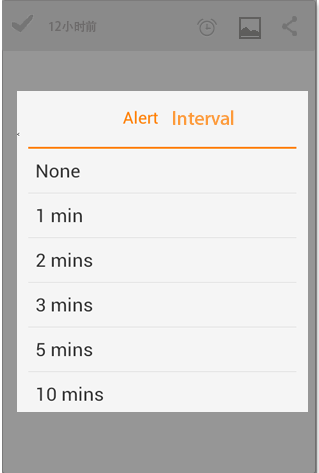 12小时前
Alert Interval
None
1 min
2 mins
3 mins
5 mins
10 mins